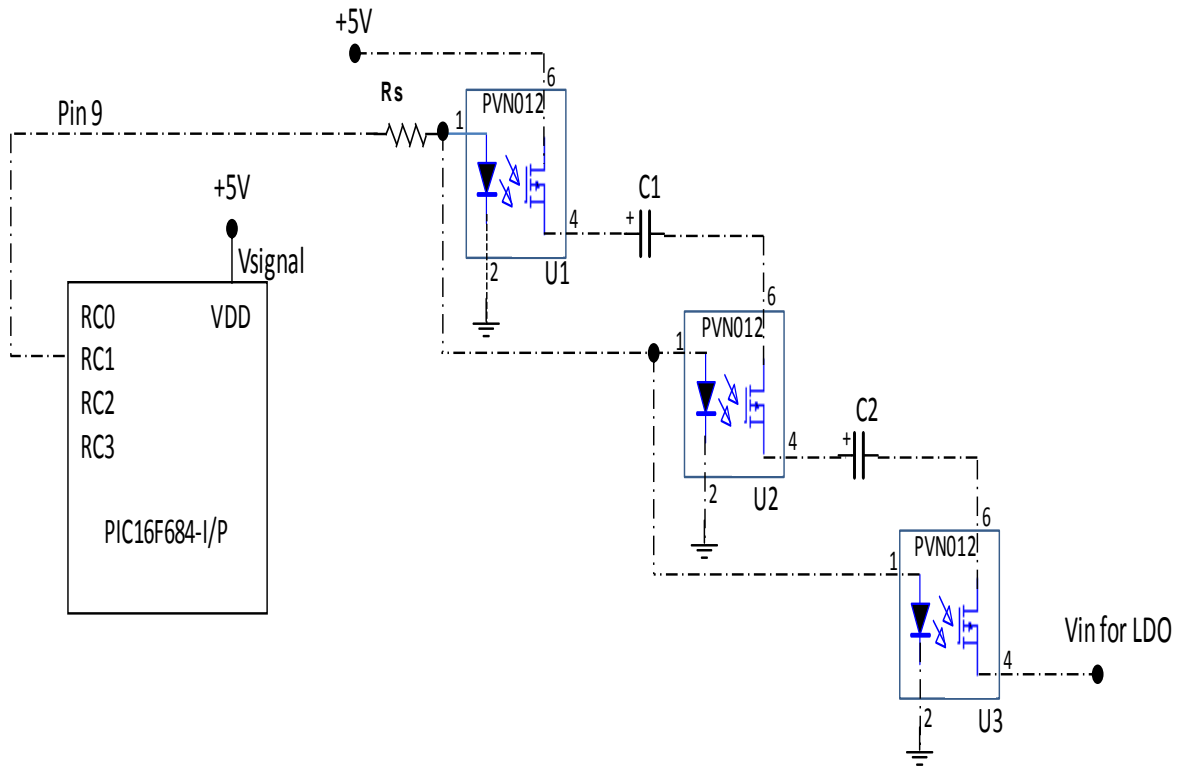 +5V
6
Rs
PVN012
Pin 9
1
+5V
C1
+
4
Vsignal
2
U1
6
RC0
VDD
PVN012
1
RC1
RC2
C2
+
4
RC3
2
U2
6
PIC16F684-I/P
PVN012
1
Vin for LDO
4
2
U3